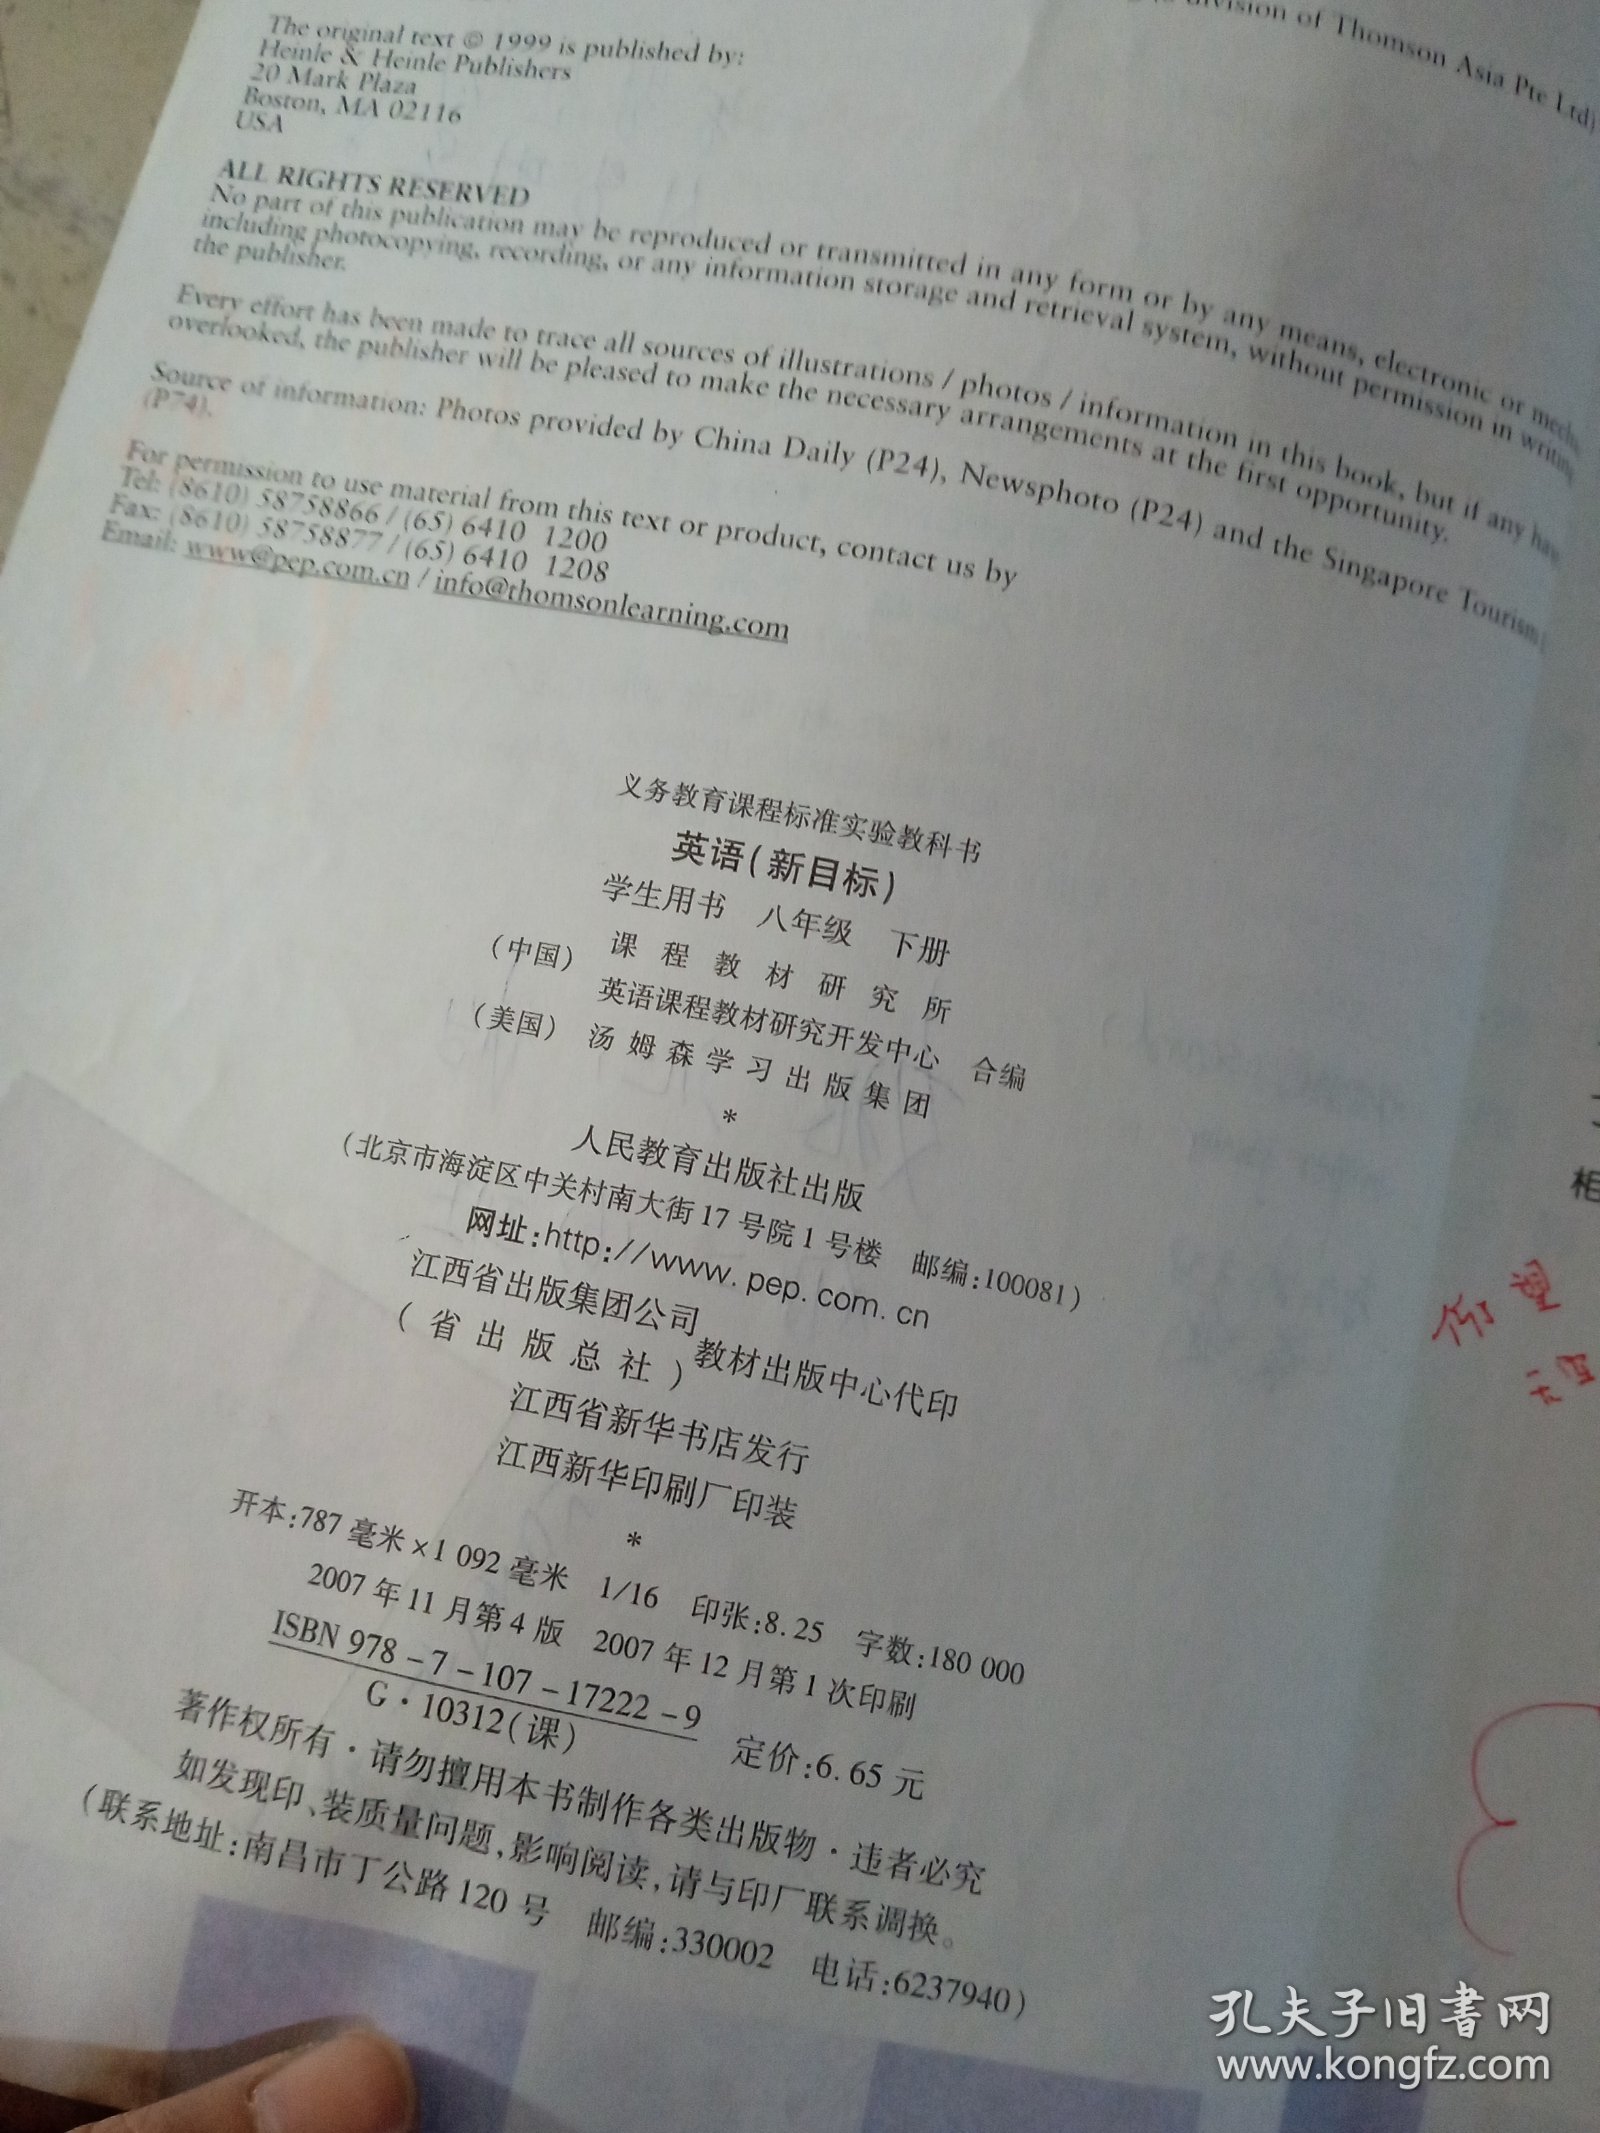 division of Thomson Asia Pte Ltd)
The original text © 1999 is published by:
Heinle & Heinle Publishers
20 Mark Plaza
Boston, MA 02116
USA
ALL RIGHTS RESERVED
No part of this publication may be reproduced or transmitted in any form or by any means, electronic or
including photocopying, recording, or any information storage and retrieval system, without permission in writing
the publisher.
Every effort has been made to trace all sources of illustrations / photos / information in this book, but if any have
overlooked, the publisher will be pleased to make the necessary arrangements at the first opportunity.
Source of information: Photos provided by China Daily (P24), Newsphoto (P24) and the Singapore Tourism
(P74).
For permission to use material from this text or product, contact us by
Tel: (8610) 58758866 / (65) 6410 1200
Fax: (8610) 58758877 / (65) 6410 1208
Email: www@pep.com.cn / info@thomsonlearning.com
义务教育课程标准实验教科书
英语(新目标)
学生用书 八年级 下册
(中国) 课程教材研究所
英语课程教材研究开发中心 合编
(美国) 汤姆森学习出版集团
*
人民教育出版社出版
(北京市海淀区中关村南大街17号院1号楼 邮编:100081)
网址:http://www.pep.com.cn
江西省出版集团公司
(省出版总社) 教材出版中心代印
江西省新华书店发行
江西新华印刷厂印装
*
开本:787毫米×1 092毫米 1/16 印张:8.25 字数:180 000
2007年11月第4版 2007年12月第1次印刷
ISBN 978-7-107-17222-9
G·10312(课) 定价:6.65元
著作权所有·请勿擅用本书制作各类出版物·违者必究
如发现印、装质量问题,影响阅读,请与印厂联系调换。
(联系地址:南昌市丁公路120号 邮编:330002 电话:6237940)
相
孔夫子旧书网
www.kongfz.com